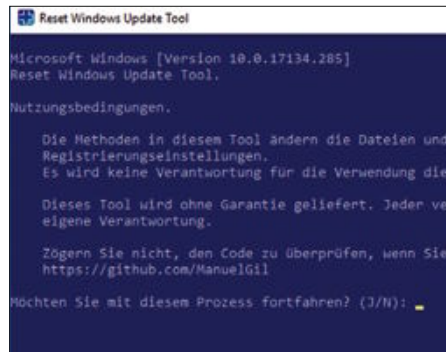 Reset Windows Update Tool
Microsoft Windows [Version 10.0.17134.285]
Reset Windows Update Tool.
Nutzungsbedingungen.
Die Methoden in diesem Tool ändern die Dateien und
Registrierungseinstellungen.
Es wird keine Verantwortung für die Verwendung die
Dieses Tool wird ohne Garantie geliefert. Jeder ve
eigene Verantwortung.
Zögern Sie nicht, den Code zu überprüfen, wenn Sie
https://github.com/ManuelGil
Möchten Sie mit diesem Prozess fortfahren? (J/N):